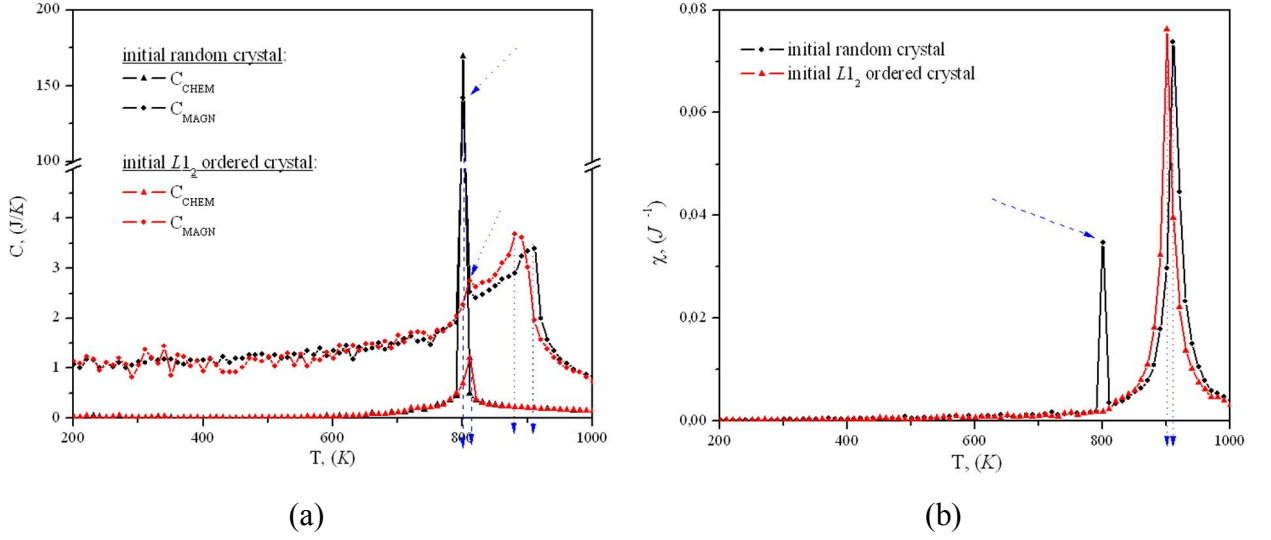 175
150
125
100
4
3
2
1
0
C, (J/K)
initial random crystal:
C_CHEM
C_MAGN
initial L1_2 ordered crystal:
C_CHEM
C_MAGN
200 400 600 800 1000
T, (K)
(a)
0,08
0,06
0,04
0,02
0,00
χ, (J ⁻¹)
initial random crystal
initial L1_2 ordered crystal
200 400 600 800 1000
T, (K)
(b)